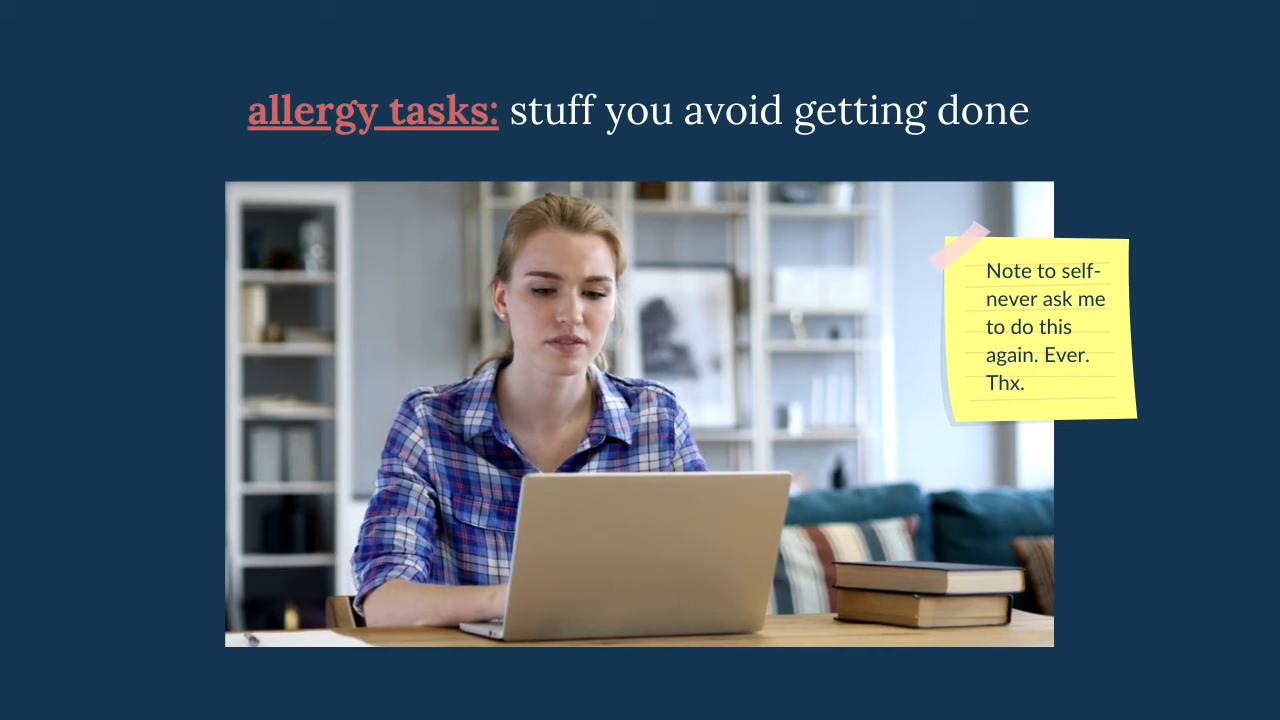 allergy tasks: stuff you avoid getting done
Note to self-
never ask me
to do this
again. Ever.
Thx.